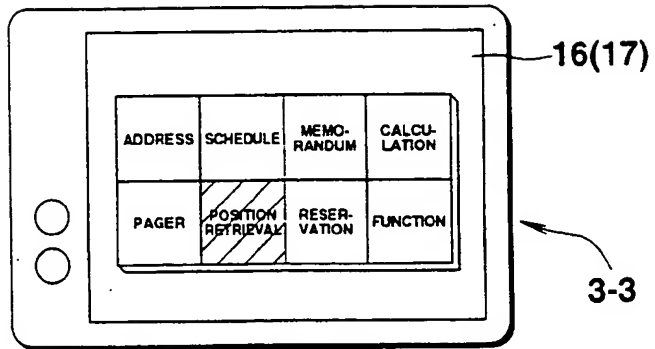 16(17)
ADDRESS SCHEDULE MEMO-
RANDUM CALCU-
LATION
PAGER POSITION
RETRIEVAL RESER-
VATION FUNCTION
3-3